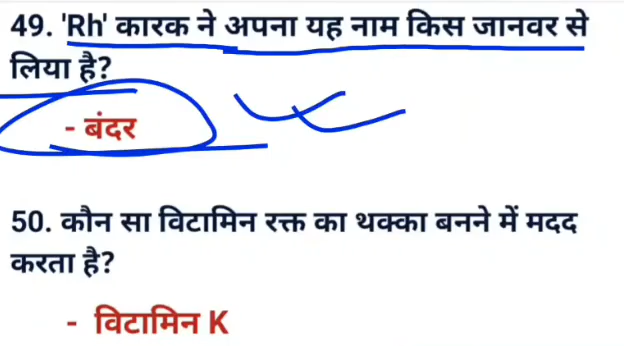 49. 'Rh' कारक ने अपना यह नाम किस जानवर से
लिया है?
- बंदर
50. कौन सा विटामिन रक्त का थक्का बनने में मदद
करता है?
- विटामिन K